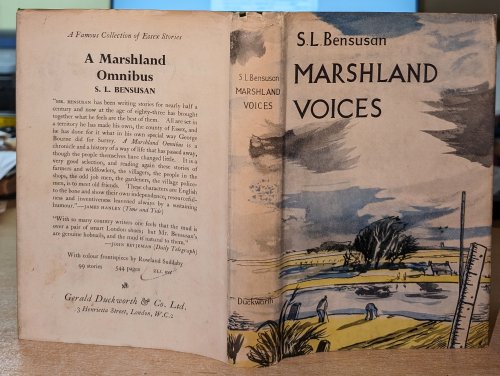 A Famous Collection of Essex Stories
A Marshland
Omnibus
S. L. BENSUSAN
"MR. BENSUSAN has been writing stories for nearly half a
century and now at the age of eighty-three has brought
together what he feels are the best of them. All are set in
a territory he has made his own, the county of Essex, and
he has done for it what in his own special way George
Bourne did for Surrey. A Marshland Omnibus is a
chronicle and a history of a way of life that has passed away,
though the people themselves have changed little. It is a
very good selection, and reading again these stories of
farmers and wildfowlers, the villagers, the people in the
shops, the old job men, the gardeners, the village police-
men, is to meet old friends. These characters are English
to the bone and show their own independence, resourceful-
ness and inventiveness learned always by a sustaining
humour."—JAMES HANLEY (Time and Tide)
"With so many country writers one feels that the mud is
over a pair of smart London shoes; but Mr. Bensusan's
are genuine hobnails, and the mud is natural to them."
—JOHN BETJEMAN (Daily Telegraph)
With colour frontispiece by Rowland Suddaby
99 stories 544 pages 21s. net
Gerald Duckworth & Co. Ltd.
3 Henrietta Street, London, W.C.2
S. L. Bensusan
MARSHLAND
VOICES
Duckworth
S. L. Bensusan
MARSHLAND
VOICES